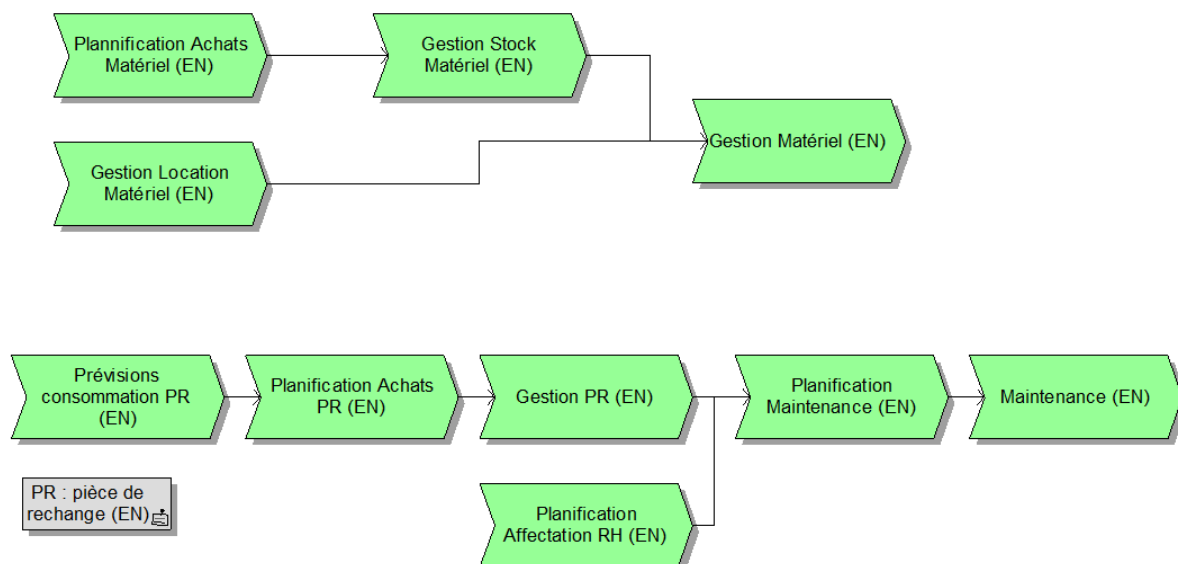 Plannification Achats
Matériel (EN)
Gestion Stock
Matériel (EN)
Gestion Matériel (EN)
Gestion Location
Matériel (EN)
Prévisions
consommation PR
(EN)
Planification Achats
PR (EN)
Gestion PR (EN)
Planification
Maintenance (EN)
Maintenance (EN)
PR : pièce de
rechange (EN)
Planification
Affectation RH (EN)